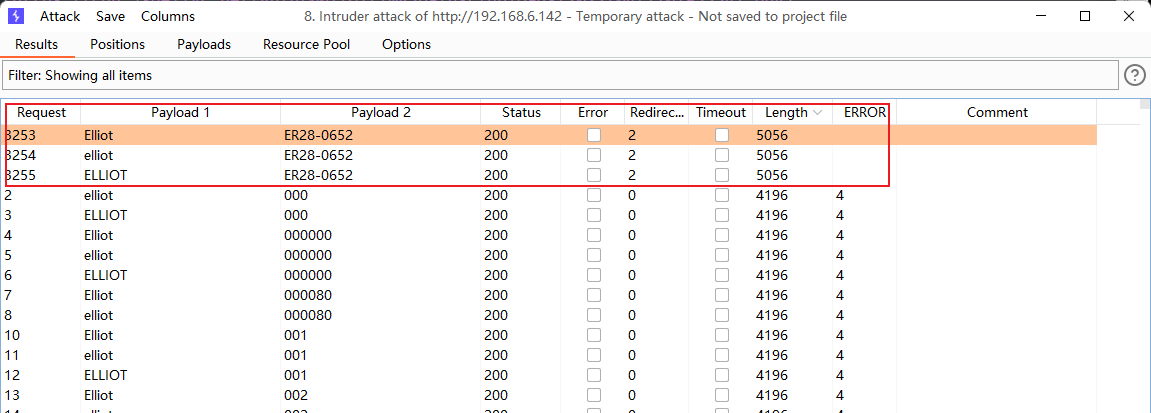 Attack Save Columns 8. Intruder attack of http://192.168.6.142 - Temporary attack - Not saved to project file
Results Positions Payloads Resource Pool Options
Filter: Showing all items
Request Payload 1 Payload 2 Status Error Redirec... Timeout Length ERROR Comment
3253 Elliot ER28-0652 200 2 5056
3254 elliot ER28-0652 200 2 5056
3255 ELLIOT ER28-0652 200 2 5056
2 elliot 000 200 0 4196 4
3 ELLIOT 000 200 0 4196 4
4 Elliot 000000 200 0 4196 4
5 elliot 000000 200 0 4196 4
6 ELLIOT 000000 200 0 4196 4
7 Elliot 000080 200 0 4196 4
8 elliot 000080 200 0 4196 4
10 Elliot 001 200 0 4196 4
11 elliot 001 200 0 4196 4
12 ELLIOT 001 200 0 4196 4
13 Elliot 002 200 0 4196 4